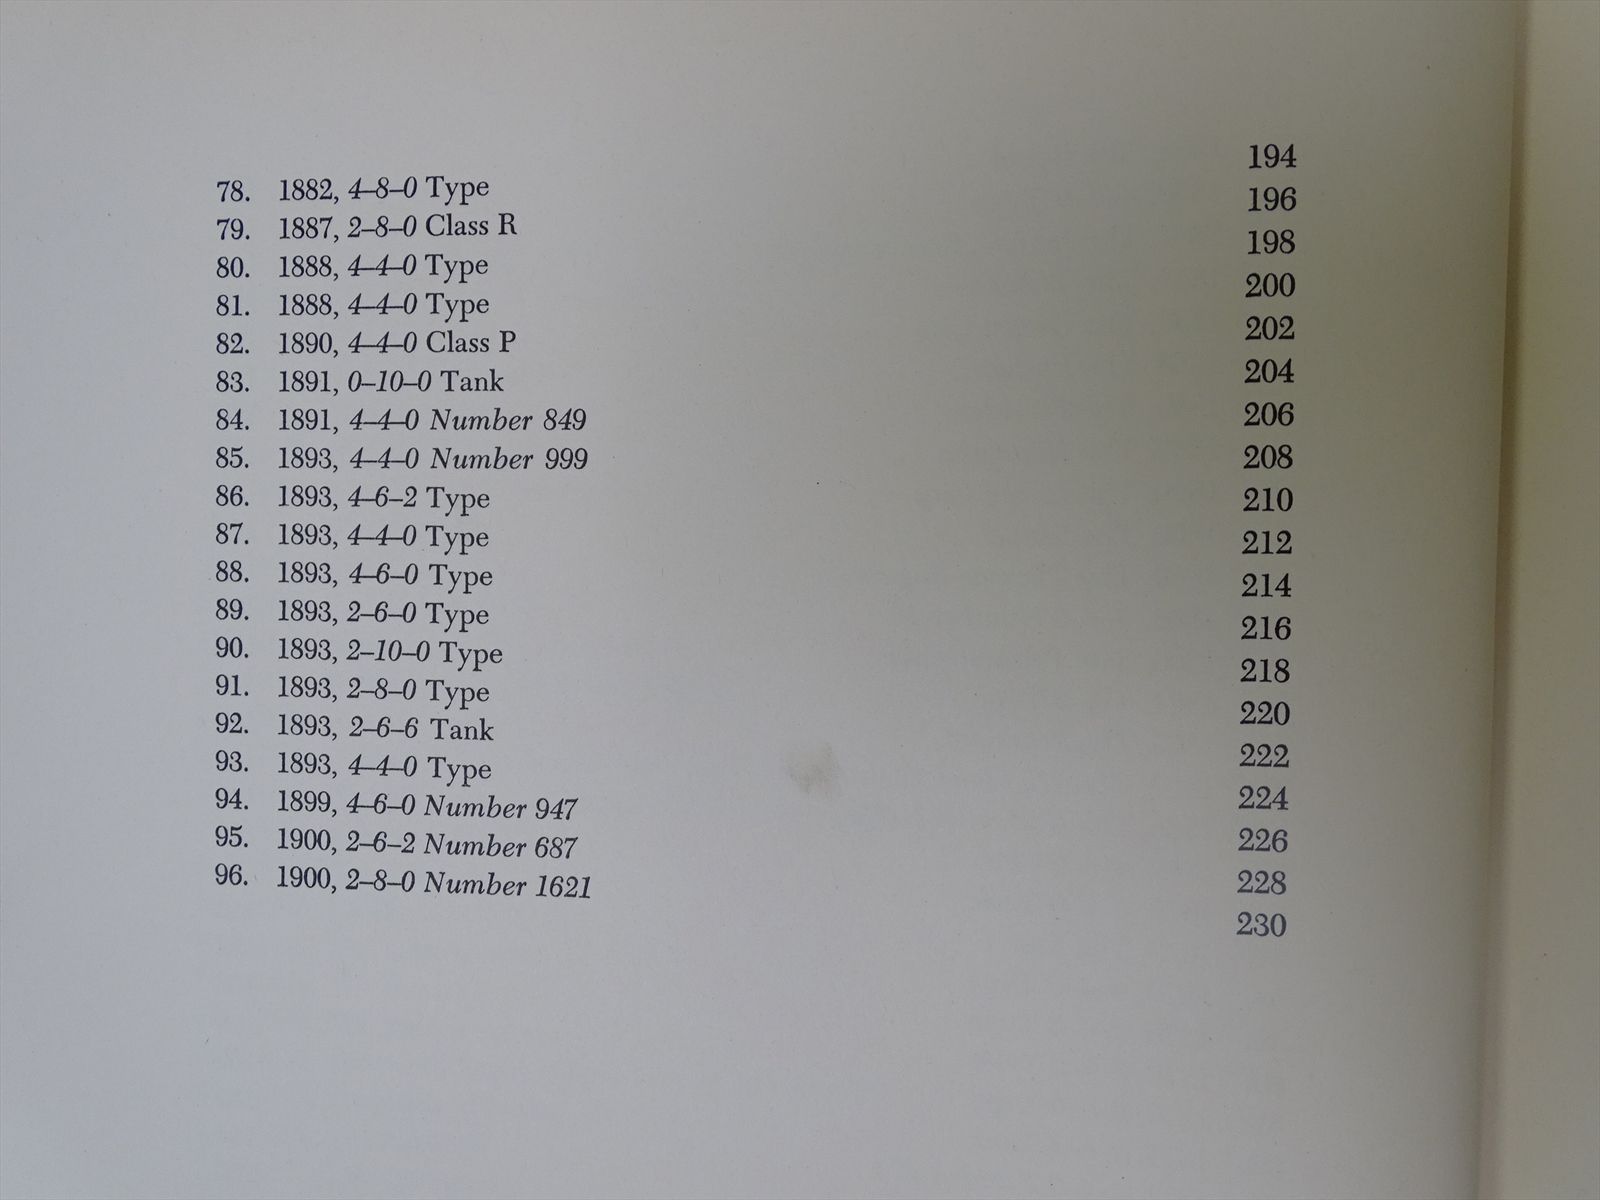 78. 1882, 4–8–0 Type 194
79. 1887, 2–8–0 Class R 196
80. 1888, 4–4–0 Type 198
81. 1888, 4–4–0 Type 200
82. 1890, 4–4–0 Class P 202
83. 1891, 0–10–0 Tank 204
84. 1891, 4–4–0 Number 849 206
85. 1893, 4–4–0 Number 999 208
86. 1893, 4–6–2 Type 210
87. 1893, 4–4–0 Type 212
88. 1893, 4–6–0 Type 214
89. 1893, 2–6–0 Type 216
90. 1893, 2–10–0 Type 218
91. 1893, 2–8–0 Type 220
92. 1893, 2–6–6 Tank 222
93. 1893, 4–4–0 Type 224
94. 1899, 4–6–0 Number 947 226
95. 1900, 2–6–2 Number 687 228
96. 1900, 2–8–0 Number 1621 230